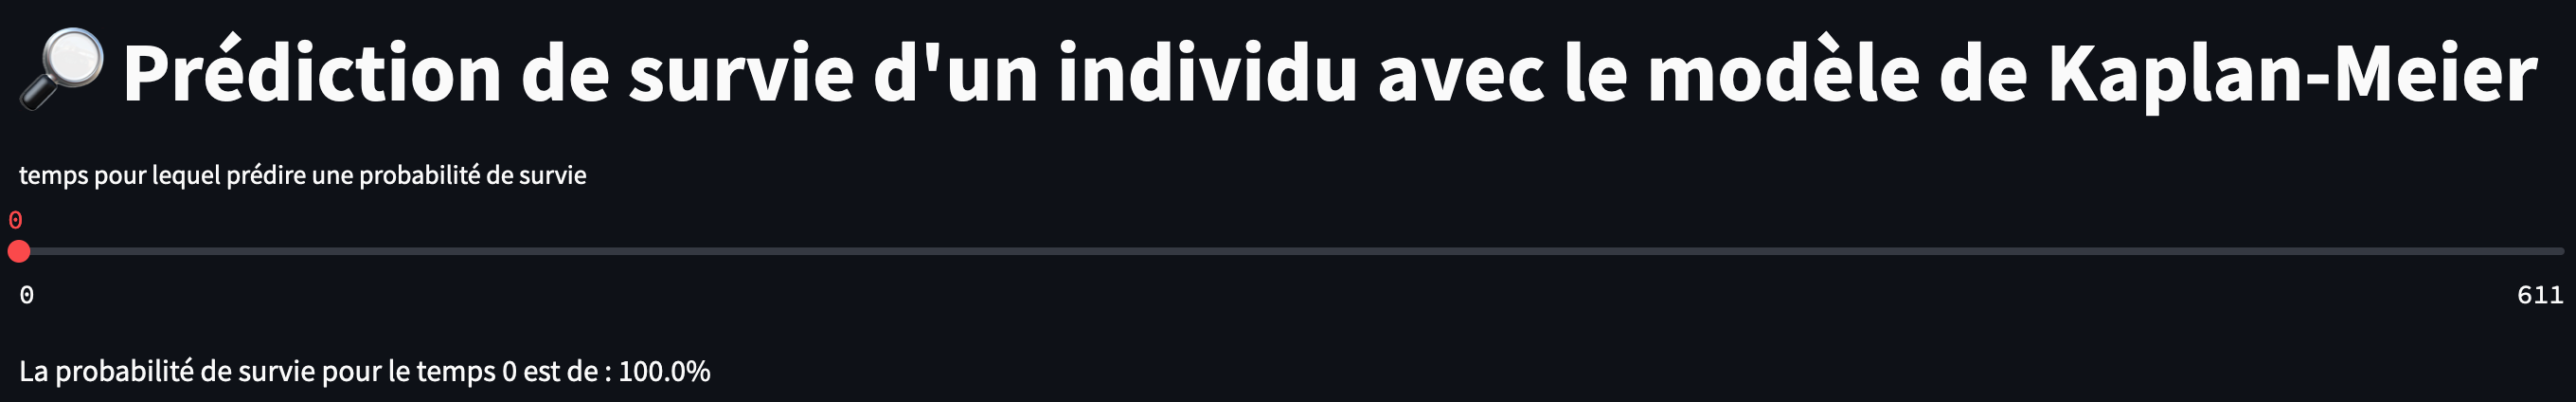 Prédiction de survie d'un individu avec le modèle de Kaplan-Meier
temps pour lequel prédire une probabilité de survie
0
0 611
La probabilité de survie pour le temps 0 est de : 100.0%